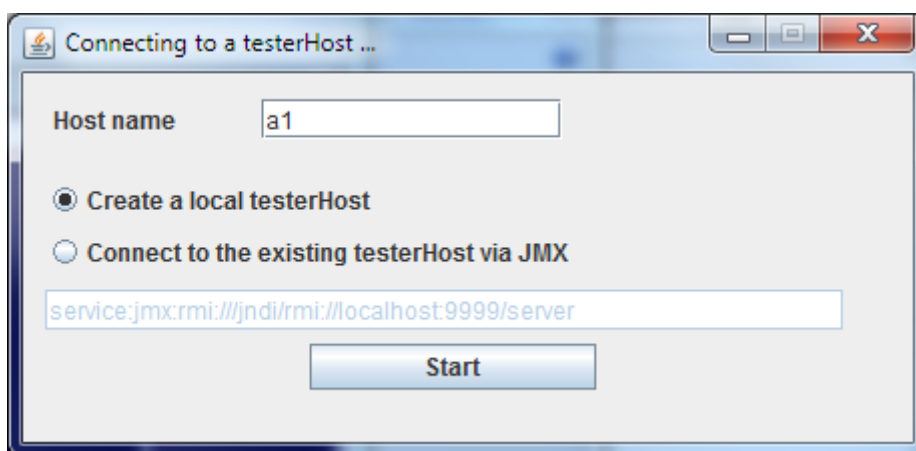 Connecting to a testerHost ...
Host name a1
Create a local testerHost
Connect to the existing testerHost via JMX
service:jmx:rmi:///jndi/rmi://localhost:9999/server
Start